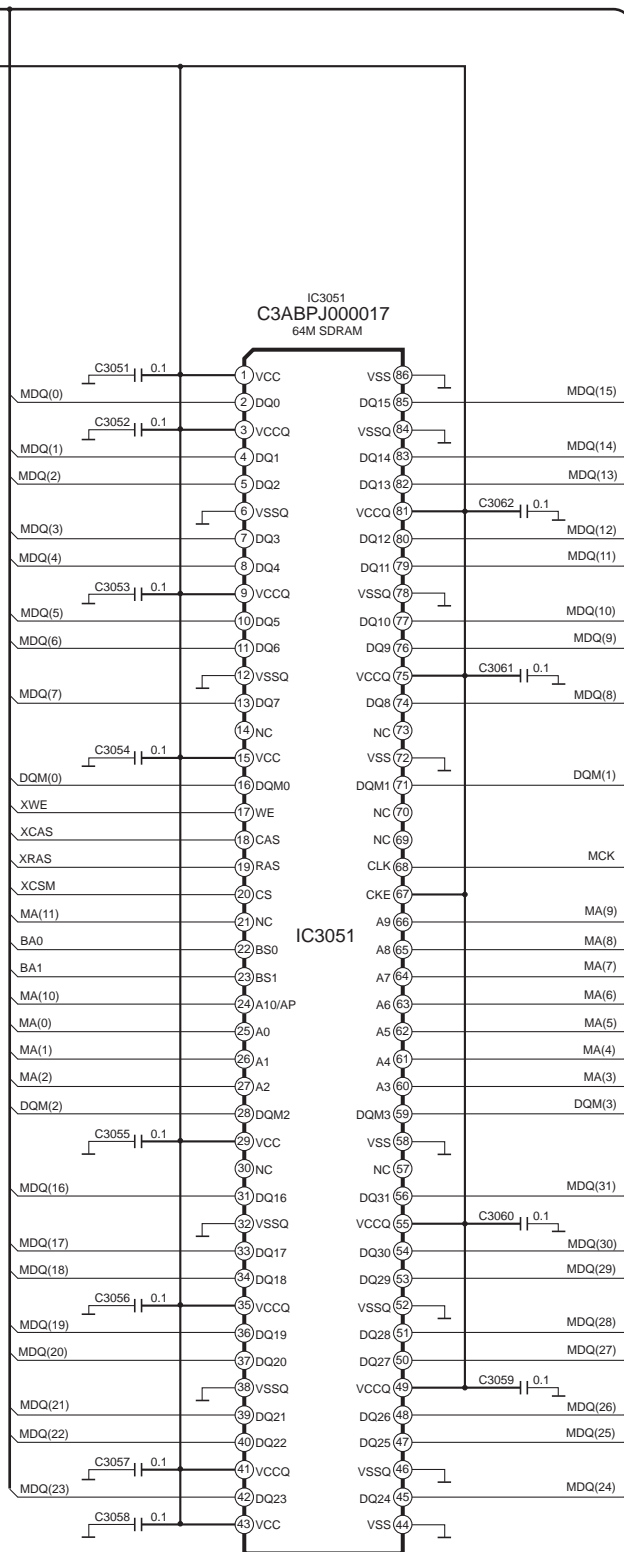 IC3051
C3ABPJ000017
64M SDRAM
C3051 0.1 1 VCC VSS 86
MDQ(0) 2 DQ0 DQ15 85 MDQ(15)
C3052 0.1 3 VCCQ VSSQ 84
MDQ(1) 4 DQ1 DQ14 83 MDQ(14)
MDQ(2) 5 DQ2 DQ13 82 MDQ(13)
6 VSSQ VCCQ 81 C3062 0.1
MDQ(3) 7 DQ3 DQ12 80 MDQ(12)
MDQ(4) 8 DQ4 DQ11 79 MDQ(11)
C3053 0.1 9 VCCQ VSSQ 78
MDQ(5) 10 DQ5 DQ10 77 MDQ(10)
MDQ(6) 11 DQ6 DQ9 76 MDQ(9)
12 VSSQ VCCQ 75 C3061 0.1
MDQ(7) 13 DQ7 DQ8 74 MDQ(8)
14 NC NC 73
C3054 0.1 15 VCC VSS 72
DQM(0) 16 DQM0 DQM1 71 DQM(1)
XWE 17 WE NC 70
XCAS 18 CAS NC 69
XRAS 19 RAS CLK 68 MCK
XCSM 20 CS CKE 67
MA(11) 21 NC A9 66 MA(9)
IC3051
BA0 22 BS0 A8 65 MA(8)
BA1 23 BS1 A7 64 MA(7)
MA(10) 24 A10/AP A6 63 MA(6)
MA(0) 25 A0 A5 62 MA(5)
MA(1) 26 A1 A4 61 MA(4)
MA(2) 27 A2 A3 60 MA(3)
DQM(2) 28 DQM2 DQM3 59 DQM(3)
C3055 0.1 29 VCC VSS 58
30 NC NC 57
MDQ(16) 31 DQ16 DQ31 56 MDQ(31)
32 VSSQ VCCQ 55 C3060 0.1
MDQ(17) 33 DQ17 DQ30 54 MDQ(30)
MDQ(18) 34 DQ18 DQ29 53 MDQ(29)
C3056 0.1 35 VCCQ VSSQ 52
MDQ(19) 36 DQ19 DQ28 51 MDQ(28)
MDQ(20) 37 DQ20 DQ27 50 MDQ(27)
38 VSSQ VCCQ 49 C3059 0.1
MDQ(21) 39 DQ21 DQ26 48 MDQ(26)
MDQ(22) 40 DQ22 DQ25 47 MDQ(25)
C3057 0.1 41 VCCQ VSSQ 46
MDQ(23) 42 DQ23 DQ24 45 MDQ(24)
C3058 0.1 43 VCC VSS 44